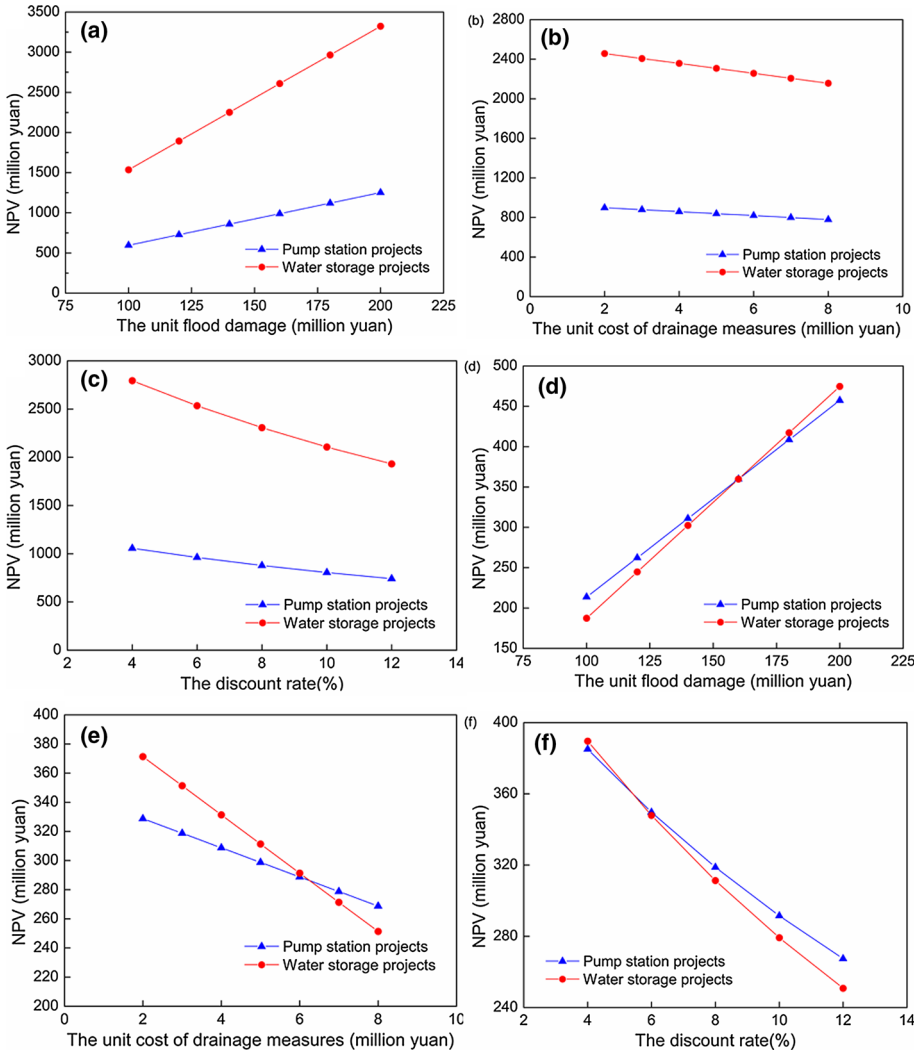 (a)
3500
3000
2500
2000
1500
1000
500
0
NPV (million yuan)
Pump station projects
Water storage projects
75 100 125 150 175 200 225
The unit flood damage (million yuan)
(b)
(b)
2800
2400
2000
1600
1200
800
400
0
NPV (million yuan)
Pump station projects
Water storage projects
0 2 4 6 8 10
The unit cost of drainage measures (million yuan)
(c)
3000
2500
2000
1500
1000
500
0
NPV (million yuan)
Pump station projects
Water storage projects
2 4 6 8 10 12 14
The discount rate(%)
(d)
(d)
500
450
400
350
300
250
200
150
NPV (million yuan)
Pump station projects
Water storage projects
75 100 125 150 175 200 225
The unit flood damage (million yuan)
(e)
400
380
360
340
320
300
280
260
240
220
200
NPV (million yuan)
Pump station projects
Water storage projects
0 2 4 6 8 10
The unit cost of drainage measures (million yuan)
(f)
(f)
400
360
320
280
240
NPV (million yuan)
Pump station projects
Water storage projects
2 4 6 8 10 12 14
The discount rate(%)